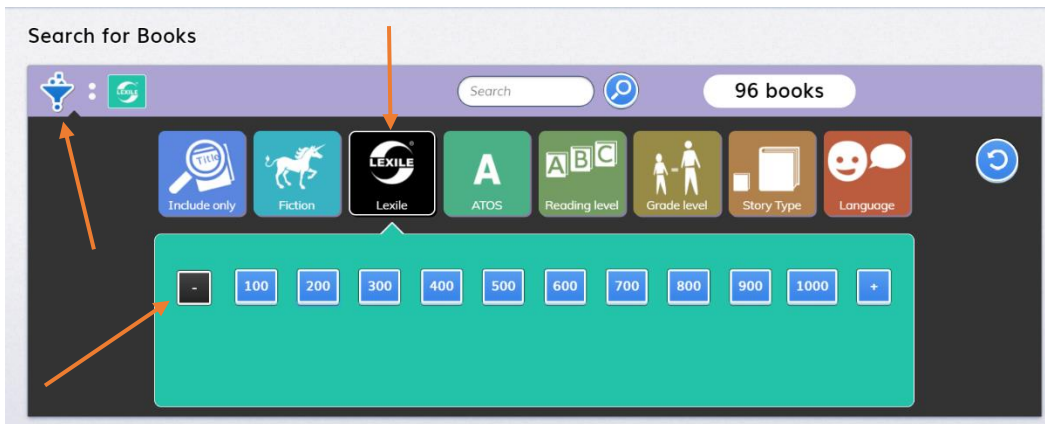 Search for Books
LEXILE
Search
96 books
Title
LEXILE
A
A B C
Include only
Fiction
Lexile
ATOS
Reading level
Grade level
Story Type
Language
- 100 200 300 400 500 600 700 800 900 1000 +